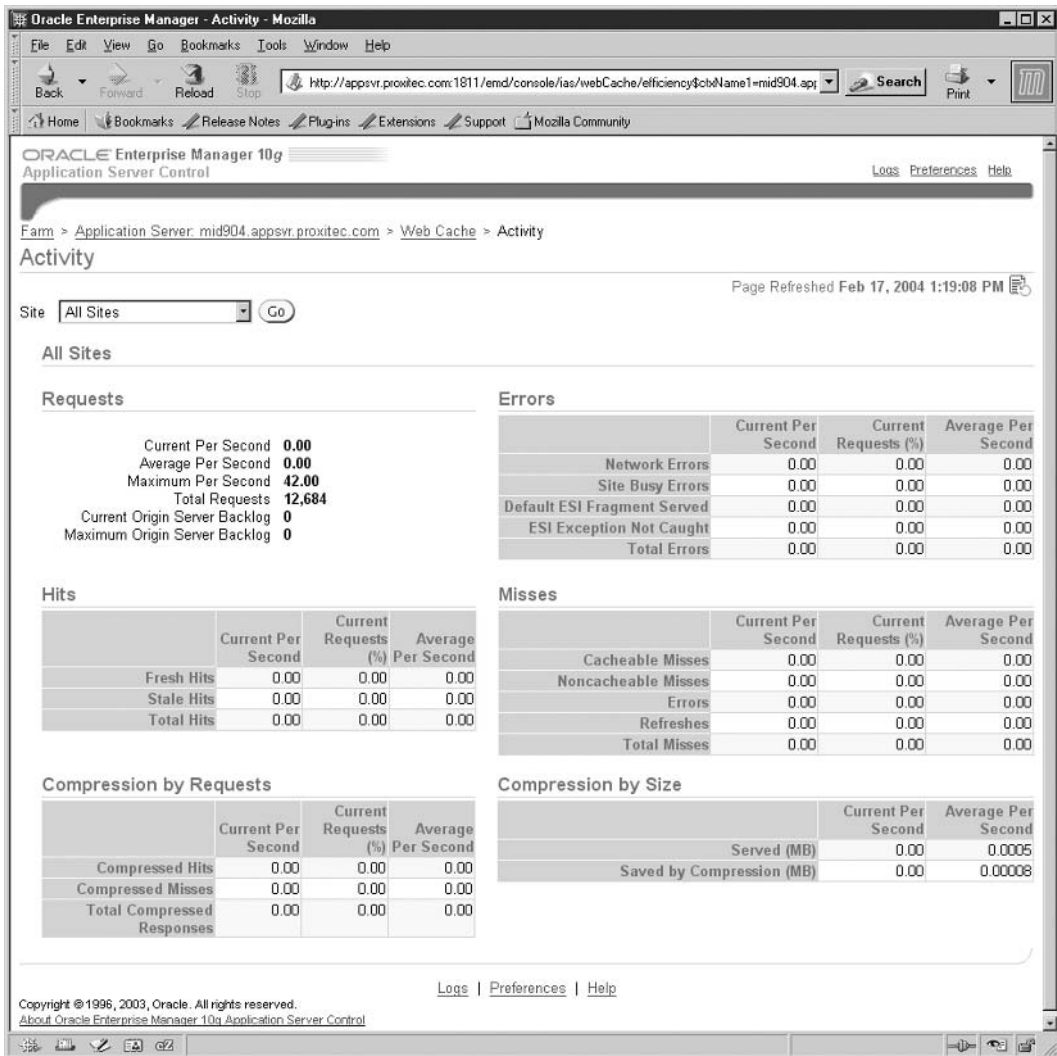 Oracle Enterprise Manager - Activity - Mozilla
File Edit View Go Bookmarks Tools Window Help
Back Forward Reload Stop http://appsvr.proxitec.com:1811/emd/console/ias/webCache/efficiency$ctxName1=mid904.app Search Print
Home Bookmarks Release Notes Plug-ins Extensions Support Mozilla Community
ORACLE Enterprise Manager 10g
Application Server Control
Logs Preferences Help
Farm > Application Server: mid904.appsvr.proxitec.com > Web Cache > Activity
Activity
Page Refreshed Feb 17, 2004 1:19:08 PM
Site All Sites Go
All Sites
Requests
Current Per Second 0.00
Average Per Second 0.00
Maximum Per Second 42.00
Total Requests 12,684
Current Origin Server Backlog 0
Maximum Origin Server Backlog 0
Errors
Current Per Second Current Requests (%) Average Per Second
Network Errors 0.00 0.00 0.00
Site Busy Errors 0.00 0.00 0.00
Default ESI Fragment Served 0.00 0.00 0.00
ESI Exception Not Caught 0.00 0.00 0.00
Total Errors 0.00 0.00 0.00
Hits
Current Per Second Current Requests (%) Average Per Second
Fresh Hits 0.00 0.00 0.00
Stale Hits 0.00 0.00 0.00
Total Hits 0.00 0.00 0.00
Misses
Current Per Second Current Requests (%) Average Per Second
Cacheable Misses 0.00 0.00 0.00
Noncacheable Misses 0.00 0.00 0.00
Errors 0.00 0.00 0.00
Refreshes 0.00 0.00 0.00
Total Misses 0.00 0.00 0.00
Compression by Requests
Current Per Second Current Requests (%) Average Per Second
Compressed Hits 0.00 0.00 0.00
Compressed Misses 0.00 0.00 0.00
Total Compressed Responses 0.00 0.00 0.00
Compression by Size
Current Per Second Average Per Second
Served (MB) 0.00 0.0005
Saved by Compression (MB) 0.00 0.00008
Logs | Preferences | Help
Copyright © 1996, 2003, Oracle. All rights reserved.
About Oracle Enterprise Manager 10g Application Server Control